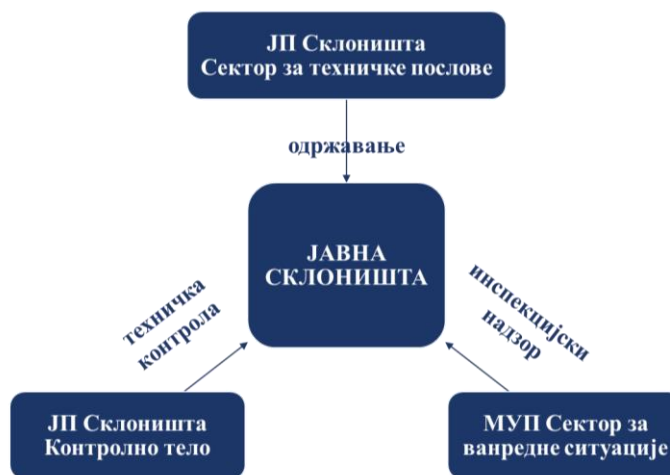 ЈП Склоништа
Сектор за техничке послове
одржавање
ЈАВНА
СКЛОНИШТА
техничка
контрола
инспекцијски
надзор
ЈП Склоништа
Контролно тело
МУП Сектор за
ванредне ситуације